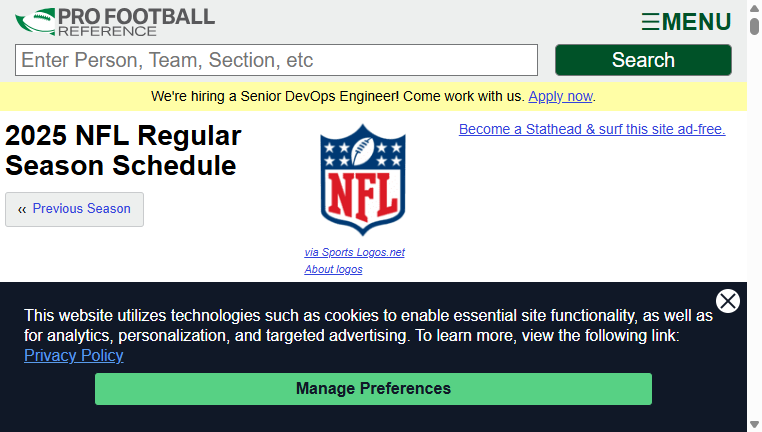 PRO FOOTBALL
REFERENCE
☰MENU
Enter Person, Team, Section, etc
Search
We're hiring a Senior DevOps Engineer! Come work with us. Apply now.
2025 NFL Regular
Season Schedule
‹‹ Previous Season
NFL
via Sports Logos.net
About logos
Become a Stathead & surf this site ad-free.
This website utilizes technologies such as cookies to enable essential site functionality, as well as
for analytics, personalization, and targeted advertising. To learn more, view the following link:
Privacy Policy
Manage Preferences